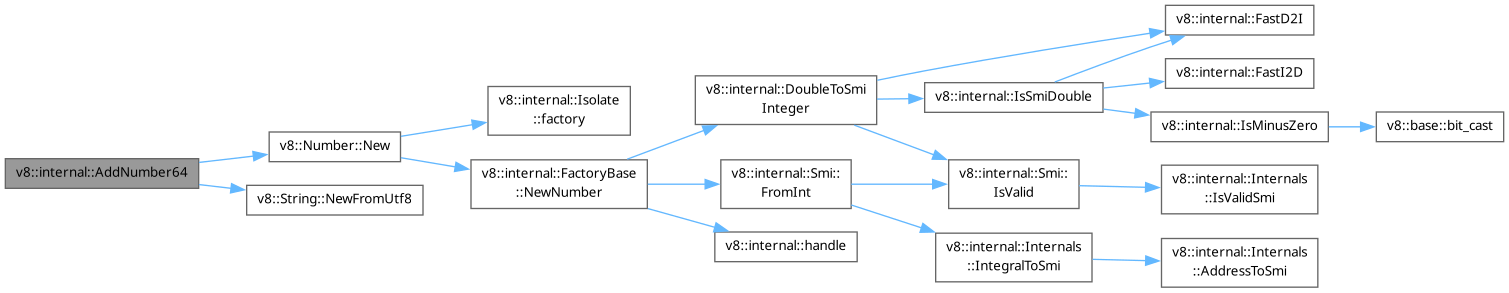 v8::internal::AddNumber64
v8::Number::New
v8::String::NewFromUtf8
v8::internal::Isolate
::factory
v8::internal::FactoryBase
::NewNumber
v8::internal::DoubleToSmi
Integer
v8::internal::Smi::
FromInt
v8::internal::handle
v8::internal::IsSmiDouble
v8::internal::Smi::
IsValid
v8::internal::Internals
::IntegralToSmi
v8::internal::FastD2I
v8::internal::FastI2D
v8::internal::IsMinusZero
v8::internal::Internals
::IsValidSmi
v8::internal::Internals
::AddressToSmi
v8::base::bit_cast